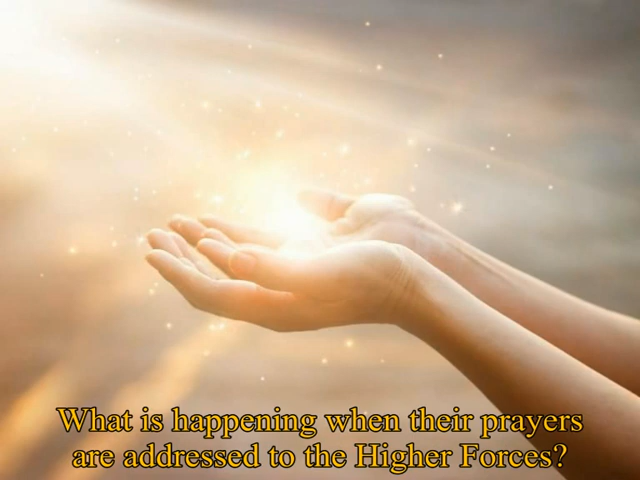 What is happening when their prayers
are addressed to the Higher Forces?